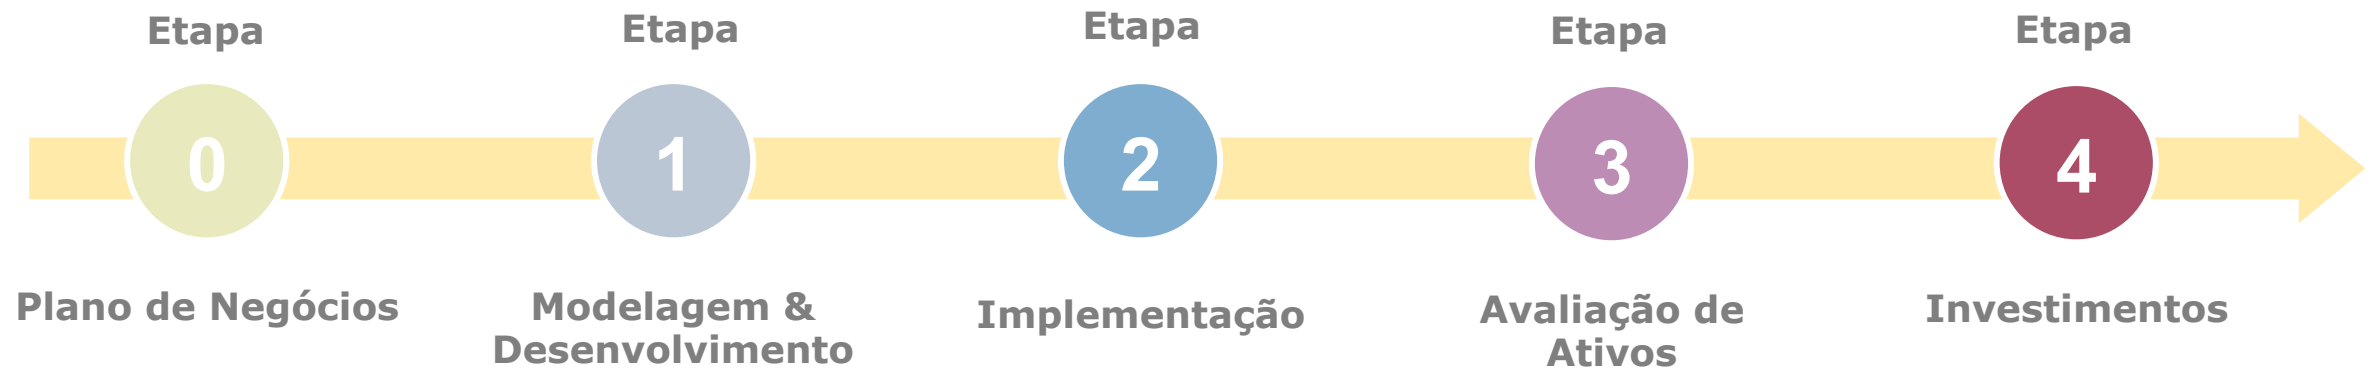 Etapa
Etapa
Etapa
Etapa
Etapa
0
1
2
3
4
Plano de Negócios
Modelagem &
Desenvolvimento
Implementação
Avaliação de
Ativos
Investimentos